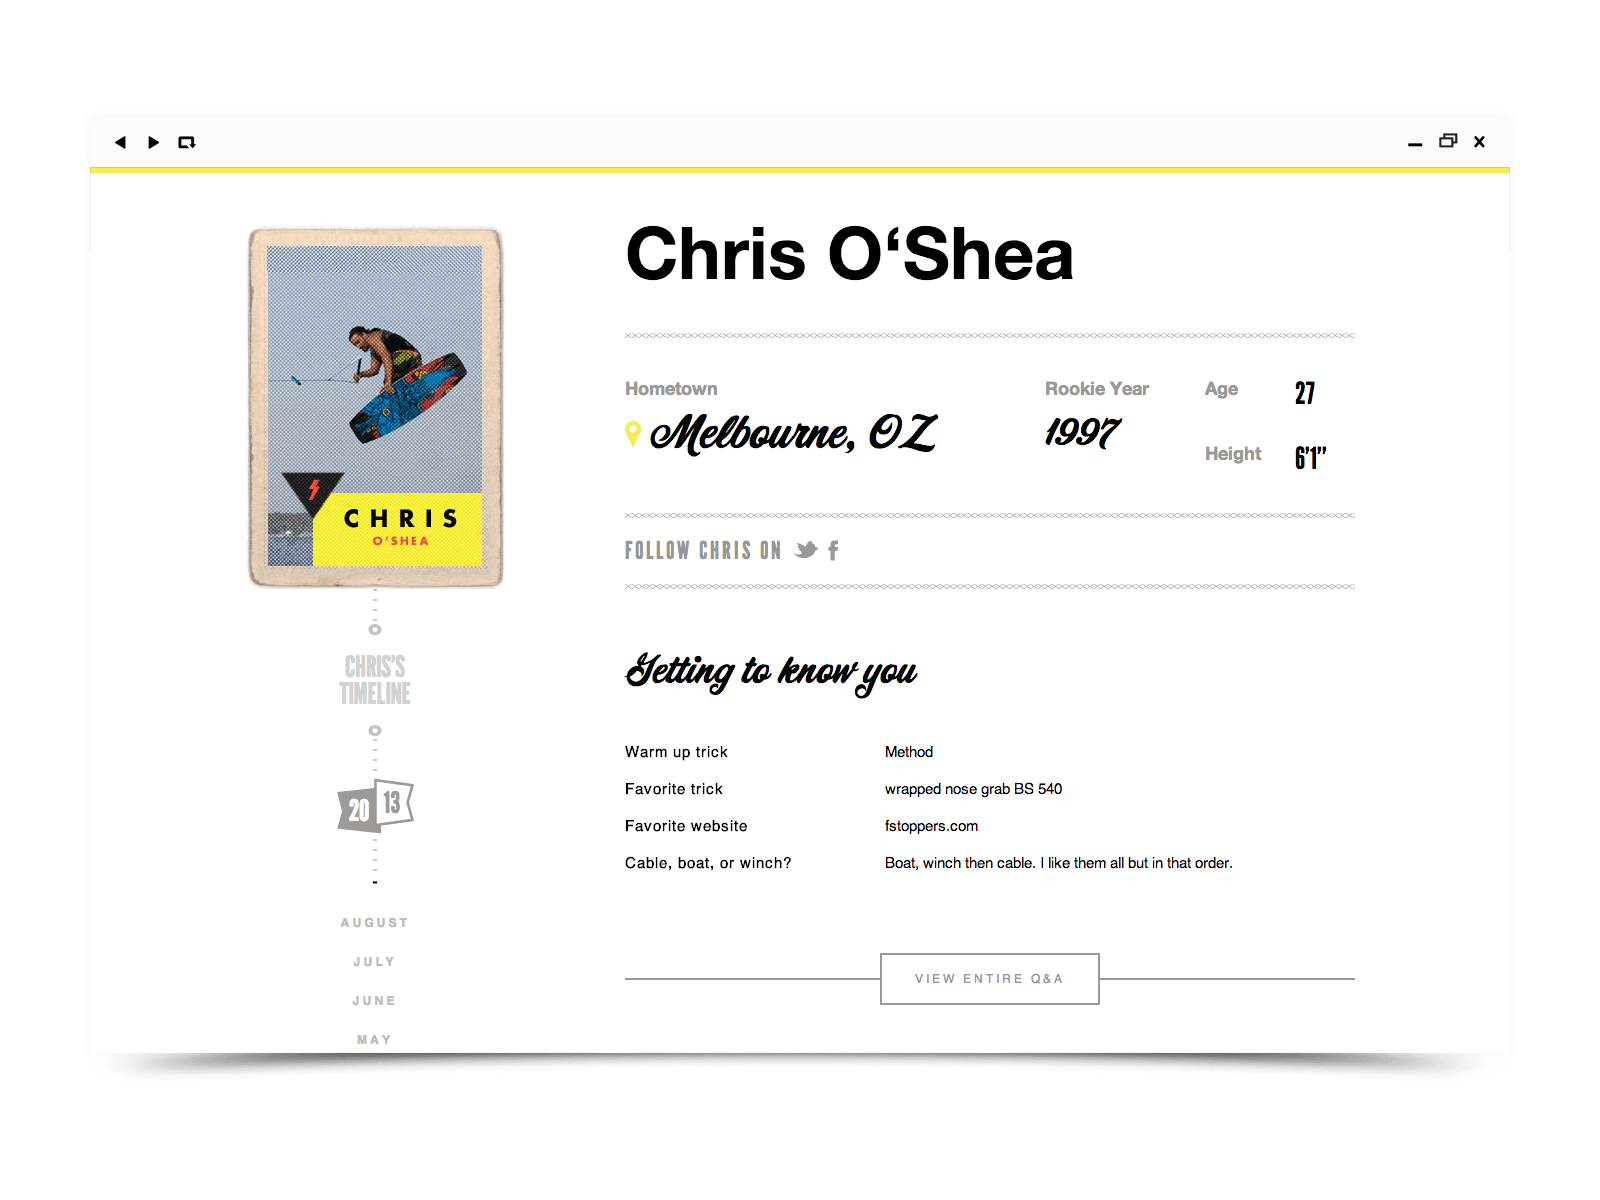 Chris O‘Shea
Hometown
Melbourne, OZ
Rookie Year
1997
Age
27
Height
6'1”
CHRIS
O'SHEA
FOLLOW CHRIS ON
CHRIS'S
TIMELINE
20 13
AUGUST
JULY
JUNE
MAY
Getting to know you
Warm up trick
Method
Favorite trick
wrapped nose grab BS 540
Favorite website
fstoppers.com
Cable, boat, or winch?
Boat, winch then cable. I like them all but in that order.
VIEW ENTIRE Q&A